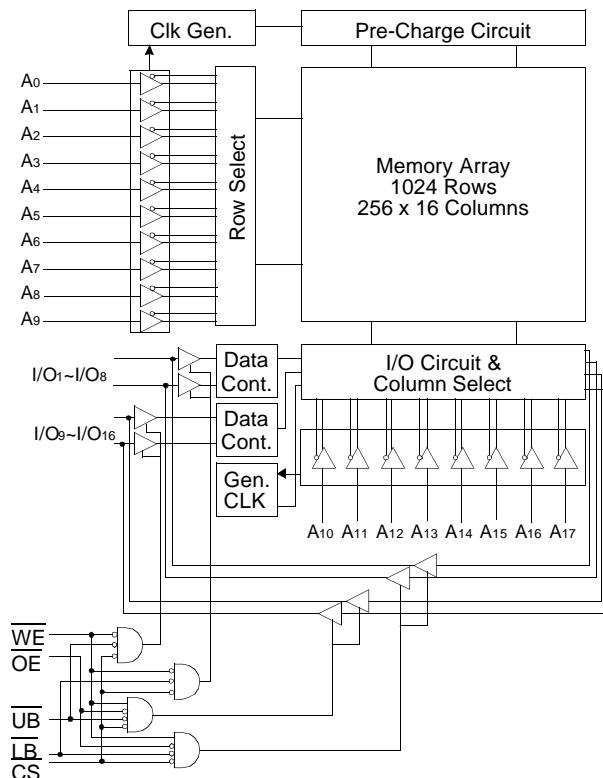 Clk Gen.
Pre-Charge Circuit
A0
A1
A2
A3
A4
A5
A6
A7
A8
A9
Row Select
Memory Array
1024 Rows
256 x 16 Columns
I/O1~I/O8
Data
Cont.
I/O Circuit &
Column Select
I/O9~I/O16
Data
Cont.
Gen.
CLK
A10 A11 A12 A13 A14 A15 A16 A17
WE
OE
UB
LB
CS